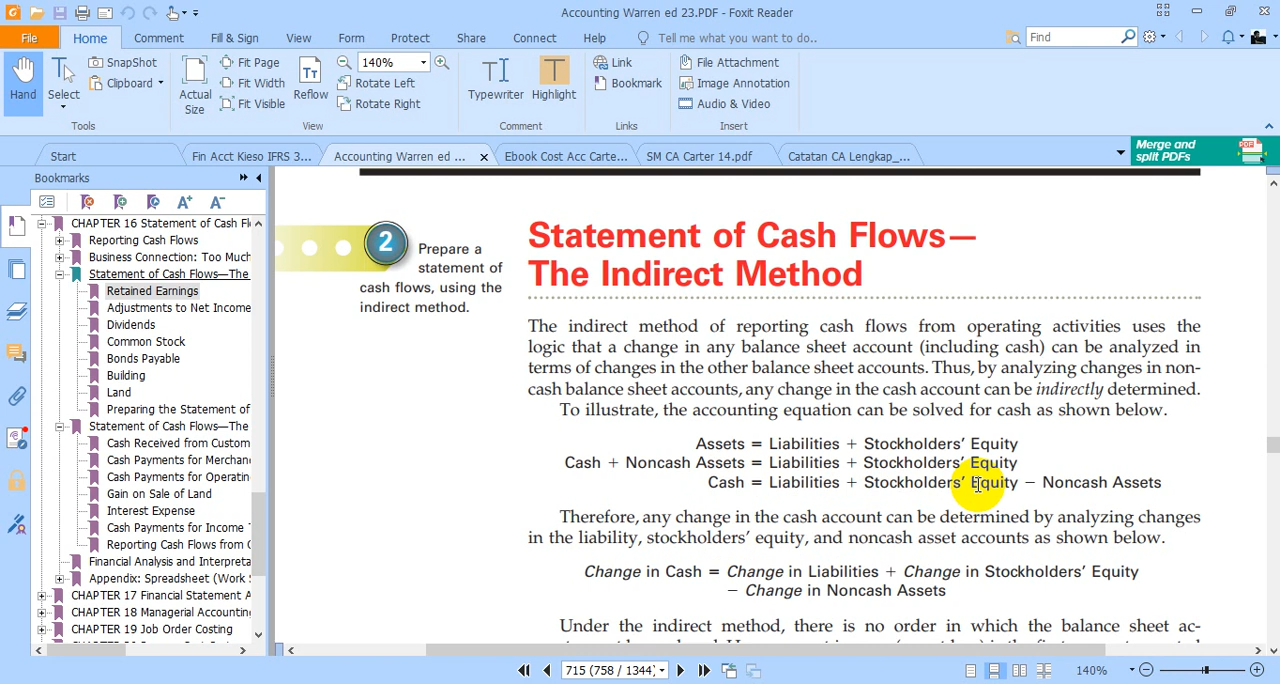 Accounting Warren ed 23.PDF - Foxit Reader
File Home Comment Fill & Sign View Form Protect Share Connect Help Tell me what you want to do.. Find
Hand
Select
SnapShot
Clipboard
Tools
Actual Size
Fit Page
Fit Width
Fit Visible
Reflow
140%
Rotate Left
Rotate Right
View
Typewriter
Highlight
Comment
Link
Bookmark
Links
File Attachment
Image Annotation
Audio & Video
Insert
Start Fin Acct Kieso IFRS 3... Accounting Warren ed ... Ebook Cost Acc Carte... SM CA Carter 14.pdf Catatan CA Lengkap_...
Merge and
split PDFs
Bookmarks
CHAPTER 16 Statement of Cash Fl
Reporting Cash Flows
Business Connection: Too Much
Statement of Cash Flows—The
Retained Earnings
Adjustments to Net Income
Dividends
Common Stock
Bonds Payable
Building
Land
Preparing the Statement of
Statement of Cash Flows—The
Cash Received from Custom
Cash Payments for Merchan
Cash Payments for Operatin
Gain on Sale of Land
Interest Expense
Cash Payments for Income
Reporting Cash Flows from
Financial Analysis and Interpreta
Appendix: Spreadsheet (Work
CHAPTER 17 Financial Statement A
CHAPTER 18 Managerial Accounting
CHAPTER 19 Job Order Costing
2 Prepare a
statement of
cash flows, using the
indirect method.
Statement of Cash Flows—
The Indirect Method
The indirect method of reporting cash flows from operating activities uses the
logic that a change in any balance sheet account (including cash) can be analyzed in
terms of changes in the other balance sheet accounts. Thus, by analyzing changes in non-
cash balance sheet accounts, any change in the cash account can be indirectly determined.
To illustrate, the accounting equation can be solved for cash as shown below.
Assets = Liabilities + Stockholders' Equity
Cash + Noncash Assets = Liabilities + Stockholders' Equity
Cash = Liabilities + Stockholders' Equity − Noncash Assets
Therefore, any change in the cash account can be determined by analyzing changes
in the liability, stockholders' equity, and noncash asset accounts as shown below.
Change in Cash = Change in Liabilities + Change in Stockholders' Equity
− Change in Noncash Assets
Under the indirect method, there is no order in which the balance sheet ac-
715 (758 / 1344)
140%